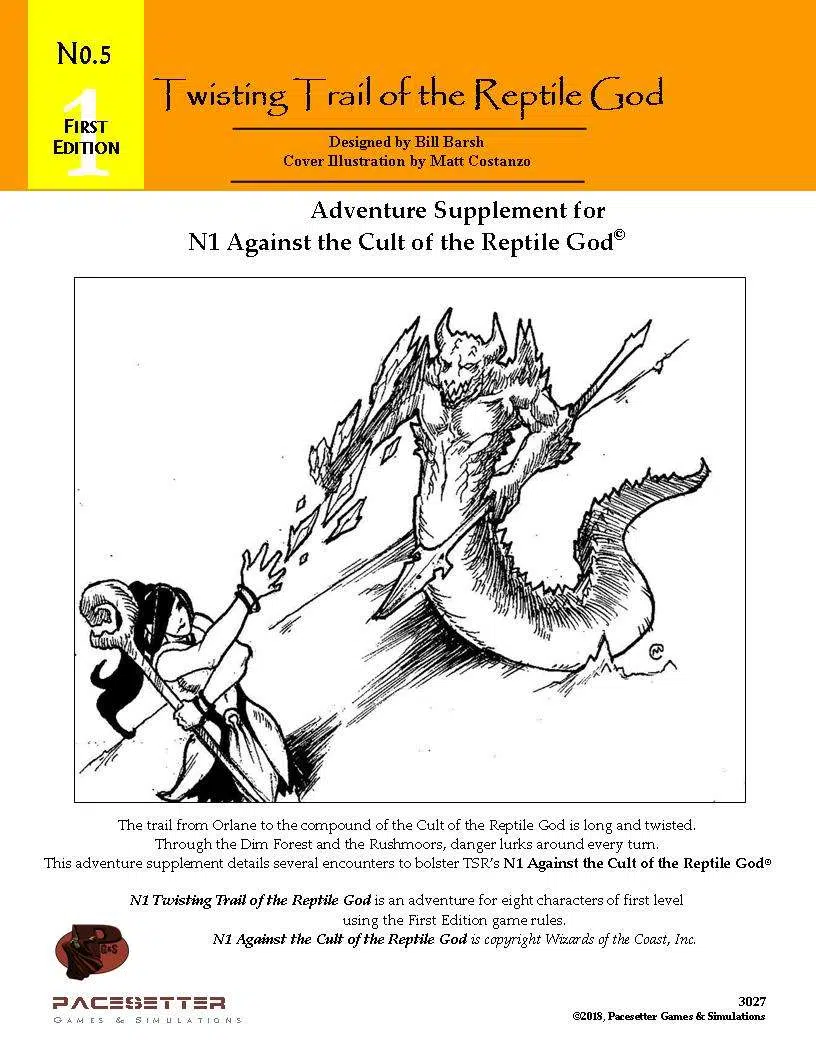 No.5
1
First
Edition
Twisting Trail of the Reptile God
Designed by Bill Barsh
Cover Illustration by Matt Costanzo
Adventure Supplement for
N1 Against the Cult of the Reptile God©
The trail from Orlane to the compound of the Cult of the Reptile God is long and twisted.
Through the Dim Forest and the Rushmoors, danger lurks around every turn.
This adventure supplement details several encounters to bolster TSR's N1 Against the Cult of the Reptile God®
N1 Twisting Trail of the Reptile God is an adventure for eight characters of first level
using the First Edition game rules.
N1 Against the Cult of the Reptile God is copyright Wizards of the Coast, Inc.
P G&S
PACESETTER
Games & Simulations
3027
©2018, Pacesetter Games & Simulations